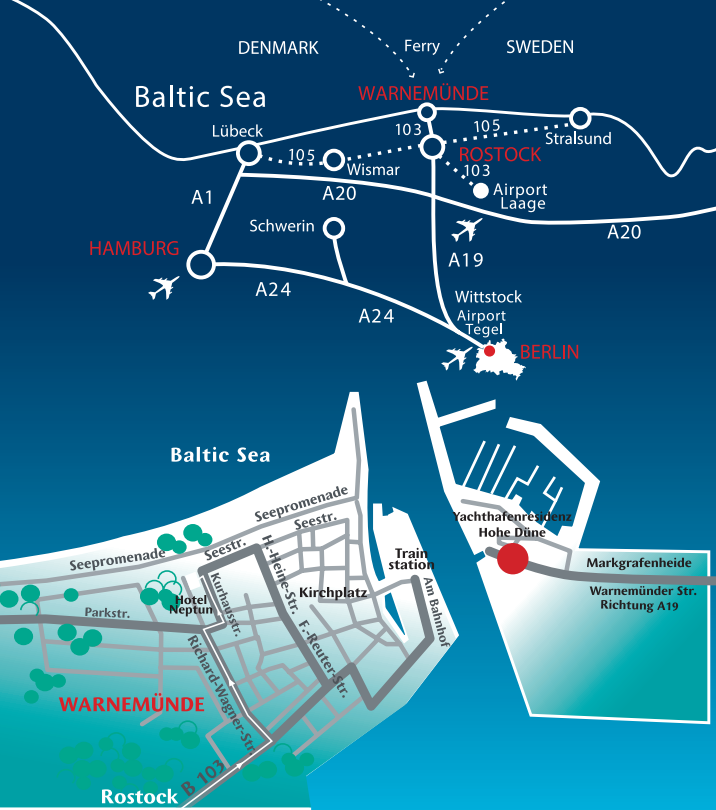 DENMARK
Ferry
SWEDEN
Baltic Sea
WARNEMÜNDE
Lübeck
103
105
Stralsund
105
Wismar
ROSTOCK
103
A1
A20
Airport
Laage
Schwerin
A20
HAMBURG
A19
A24
Wittstock
A24
Airport
Tegel
BERLIN
Baltic Sea
Seepromenade
Seestr.
Yachthafenresidenz
Hohe Düne
Seepromenade
Seestr.
H.-Heine-Str.
Train
station
Markgrafenheide
Warnemünder Str.
Richtung A19
Hotel
Neptun
Kurhausstr.
Kirchplatz
Am Bahnhof
Parkstr.
F.-Reuter-Str.
Richard-Wagner-Str.
WARNEMÜNDE
B 103
Rostock